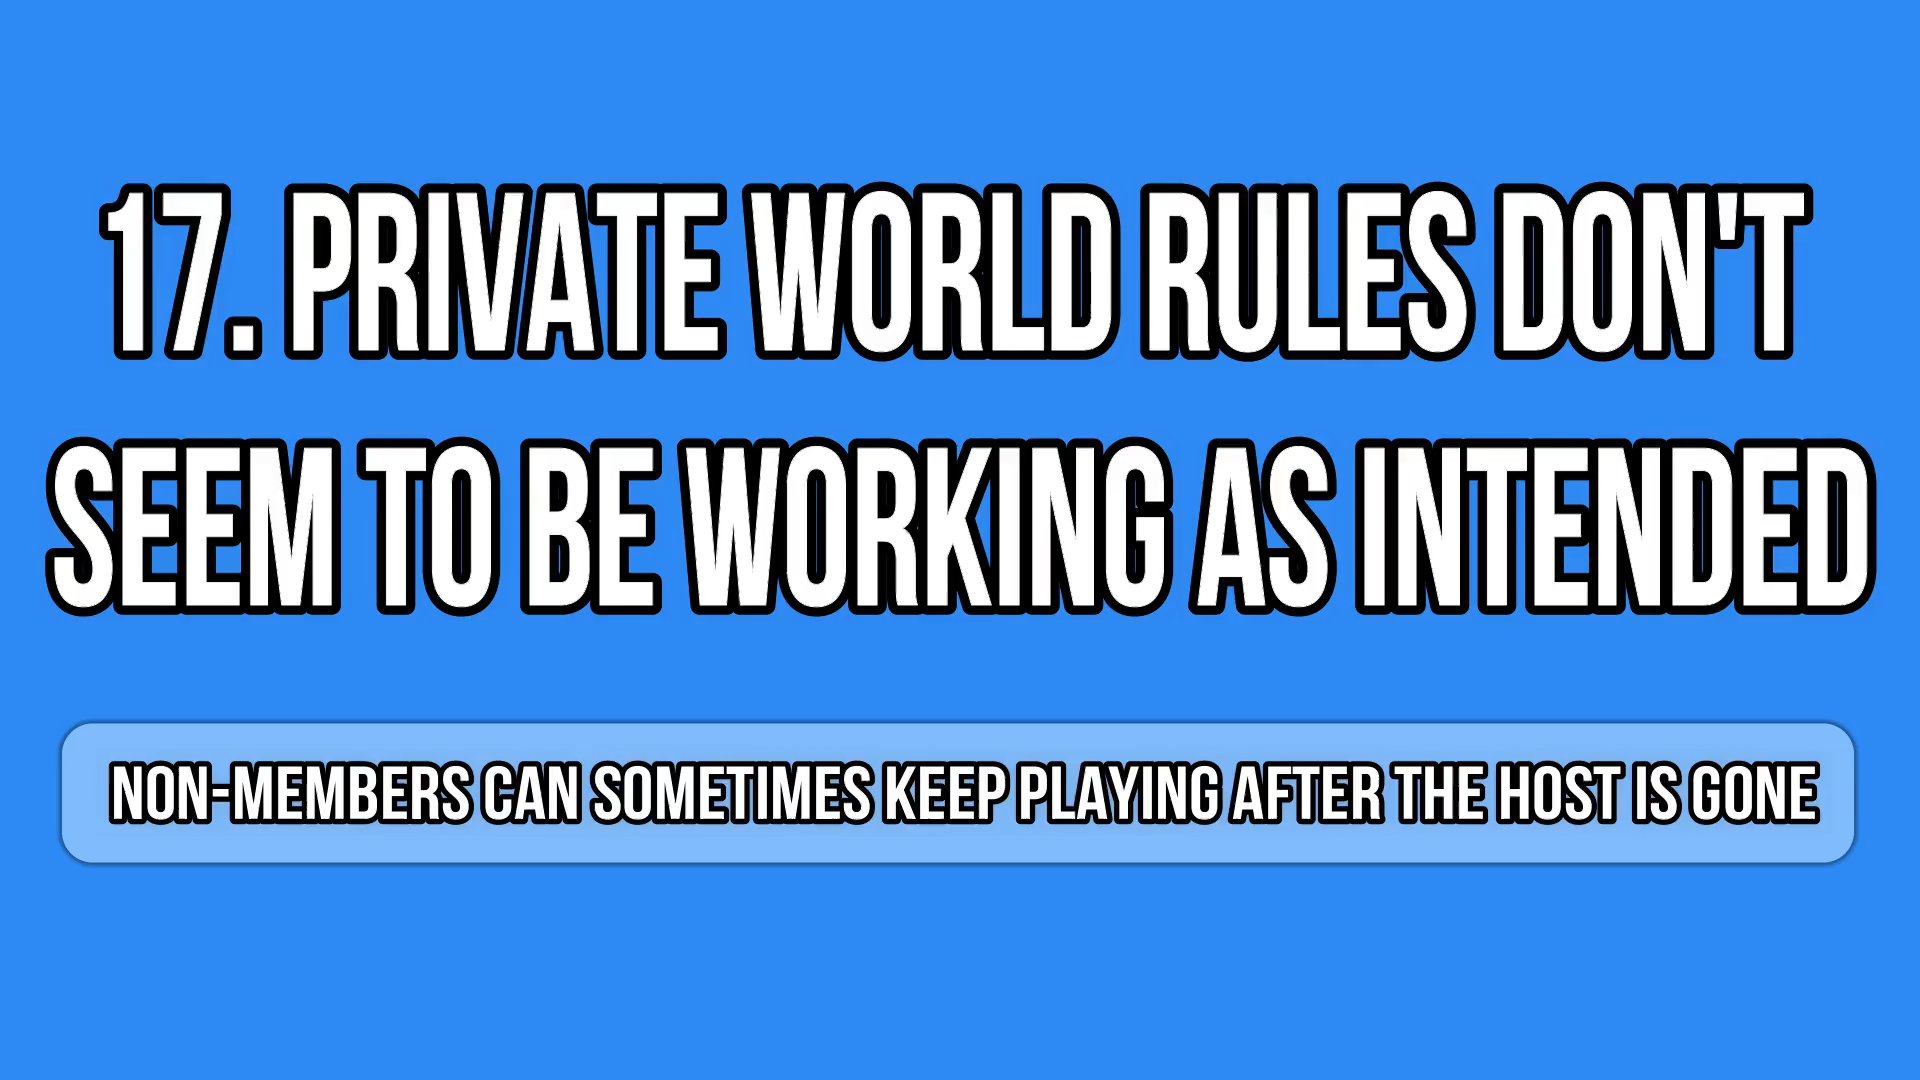 17. PRIVATE WORLD RULES DON'T
SEEM TO BE WORKING AS INTENDED
NON-MEMBERS CAN SOMETIMES KEEP PLAYING AFTER THE HOST IS GONE